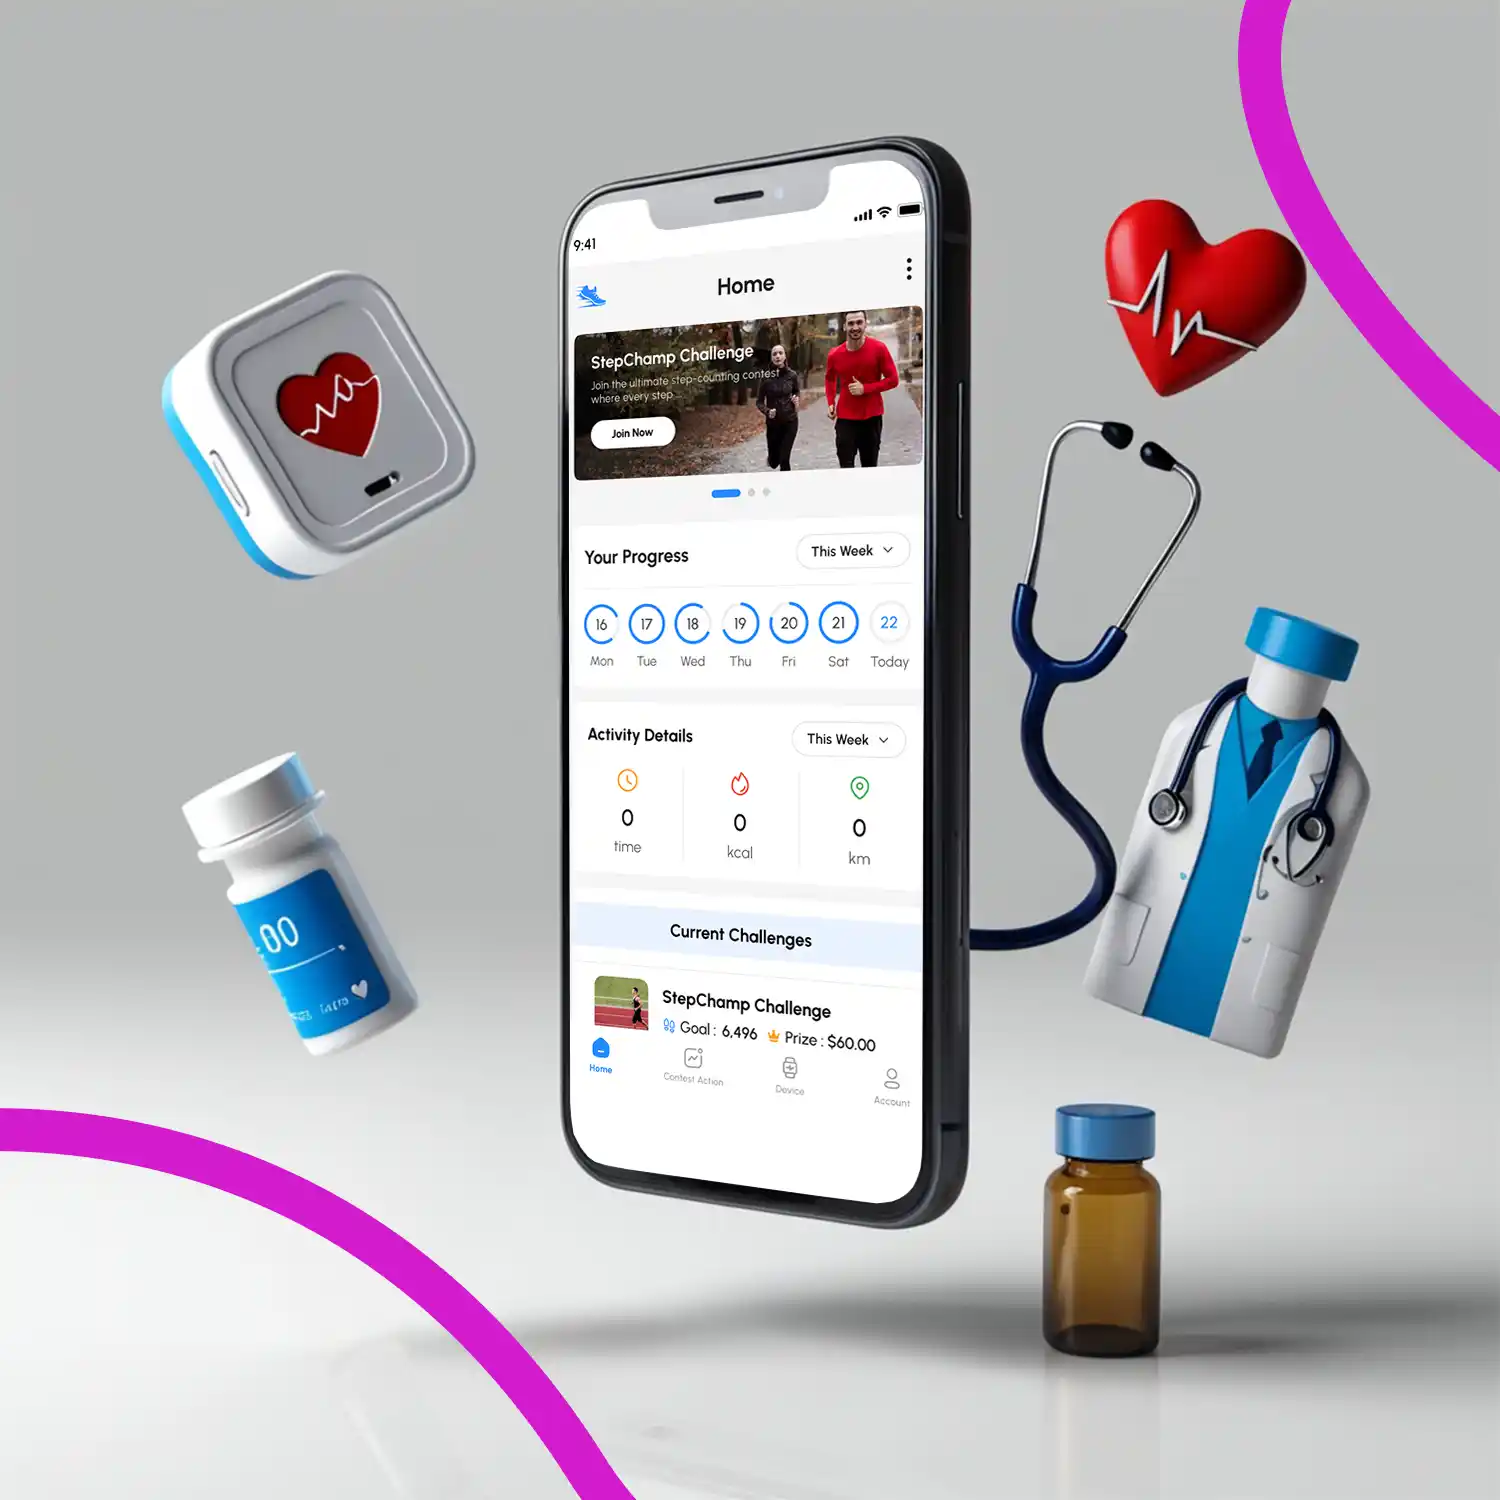 9:41
Home
StepChamp Challenge
Join the ultimate step-counting contest
where every step...
Join Now
Your Progress
This Week
16 17 18 19 20 21 22
Mon Tue Wed Thu Fri Sat Today
Activity Details
This Week
0 0 0
time kcal km
Current Challenges
StepChamp Challenge
Goal : 6,496 Prize : $60.00
Home Contest Action Device Account
00